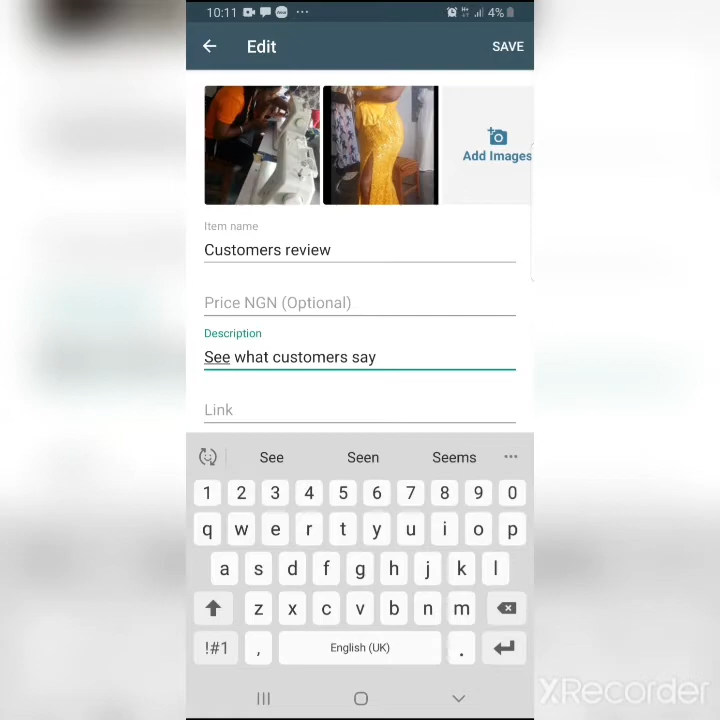 10:11
4%
Edit
SAVE
Add Images
Item name
Customers review
Price NGN (Optional)
Description
See what customers say
Link
See Seen Seems
1 2 3 4 5 6 7 8 9 0
q w e r t y u i o p
a s d f g h j k l
z x c v b n m
!#1 , English (UK) .
XRecorder